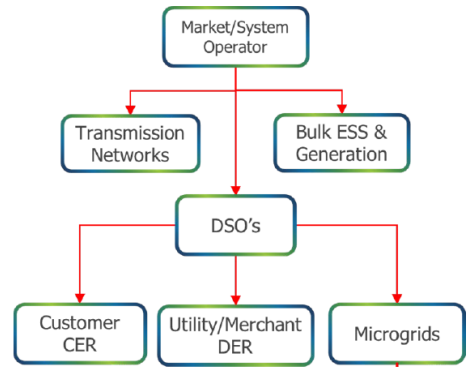 Market/System
Operator
Transmission
Networks
Bulk ESS &
Generation
DSO's
Customer
CER
Utility/Merchant
DER
Microgrids